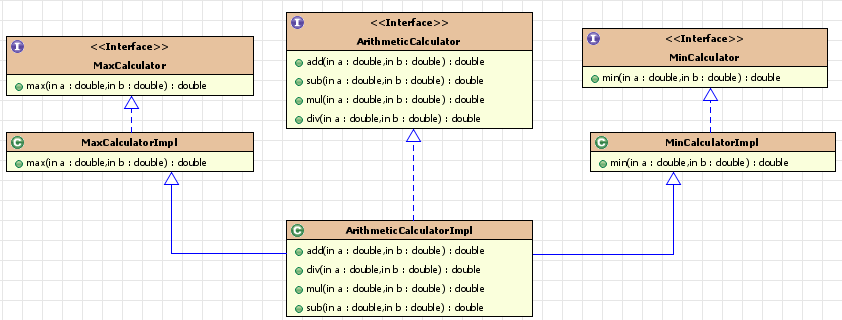 I
<<Interface>>
MaxCalculator
max(in a : double,in b : double) : double
C
MaxCalculatorImpl
max(in a : double,in b : double) : double
I
<<Interface>>
ArithmeticCalculator
add(in a : double,in b : double) : double
sub(in a : double,in b : double) : double
mul(in a : double,in b : double) : double
div(in a : double,in b : double) : double
I
<<Interface>>
MinCalculator
min(in a : double,in b : double) : double
C
MinCalculatorImpl
min(in a : double,in b : double) : double
C
ArithmeticCalculatorImpl
add(in a : double,in b : double) : double
div(in a : double,in b : double) : double
mul(in a : double,in b : double) : double
sub(in a : double,in b : double) : double